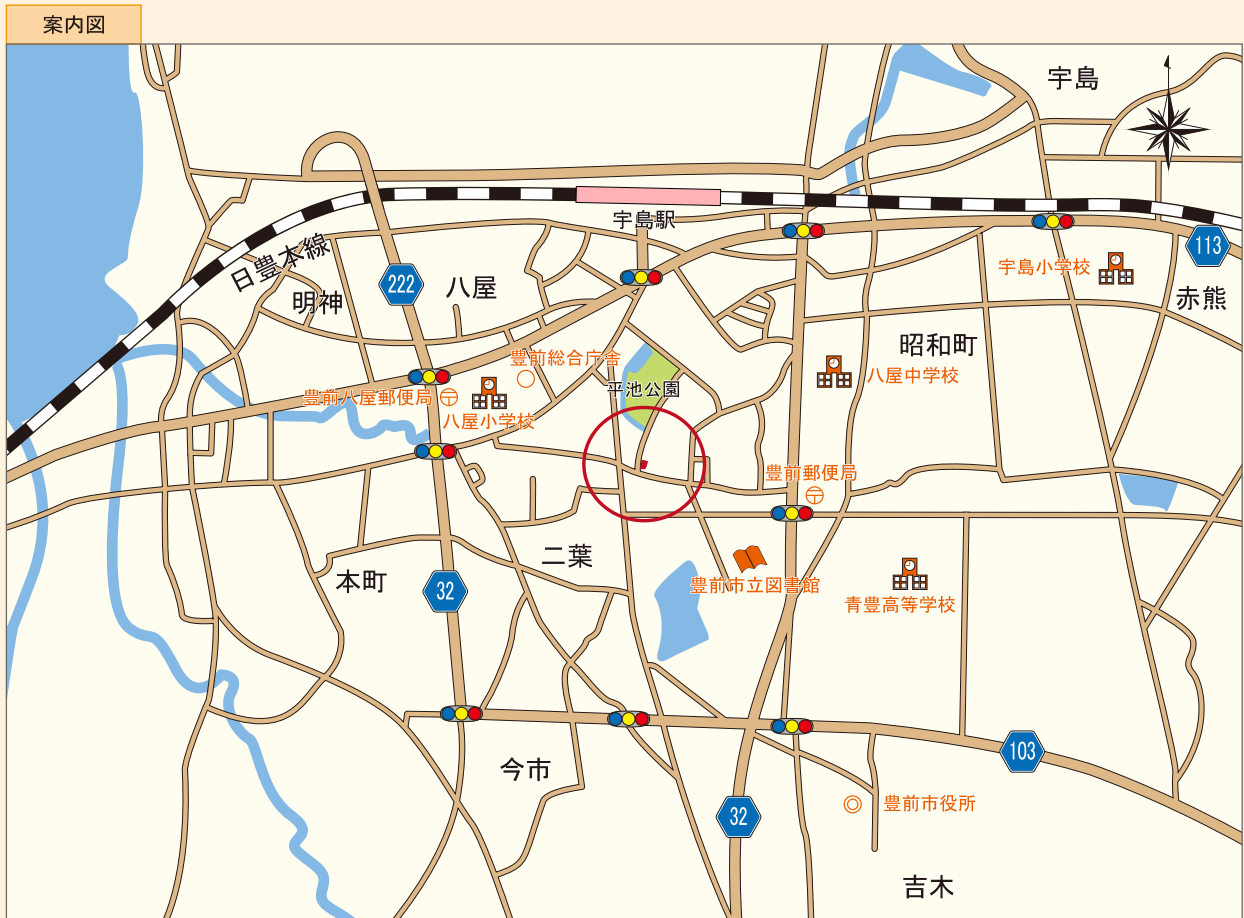 案内図
宇島
宇島駅
日豊本線
113
宇島小学校
222
八屋
明神
赤熊
昭和町
豊前総合庁舎
八屋中学校
平池公園
豊前八屋郵便局
八屋小学校
豊前郵便局
二葉
本町
32
豊前市立図書館
青豊高等学校
今市
103
32
豊前市役所
吉木